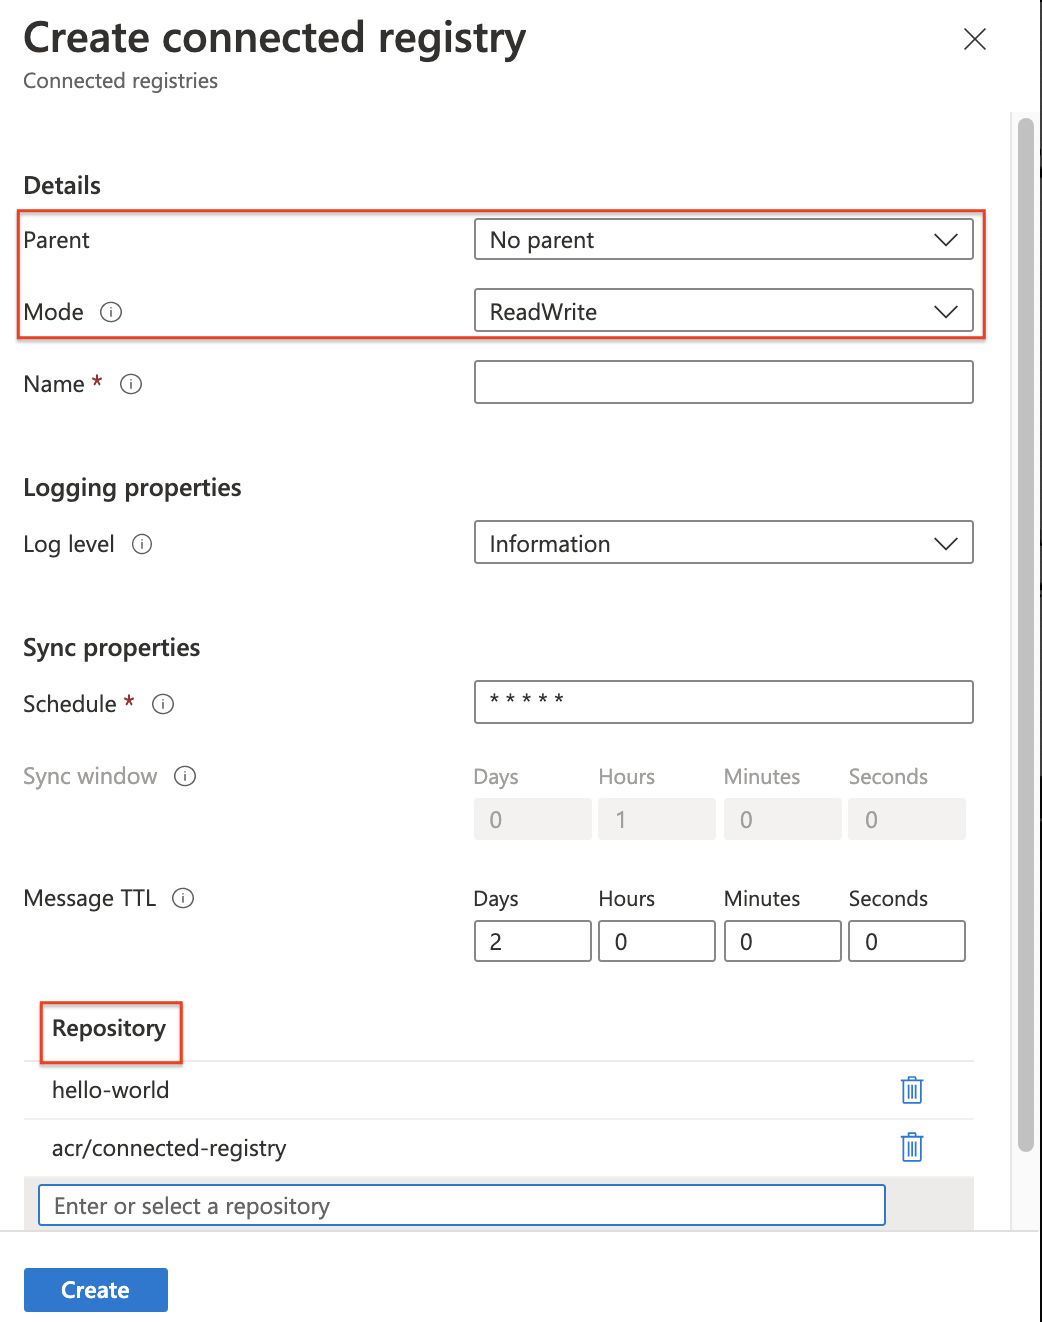 Create connected registry
Connected registries
Details
Parent No parent
Mode ReadWrite
Name *
Logging properties
Log level Information
Sync properties
Schedule * * * * * *
Sync window Days Hours Minutes Seconds
0 1 0 0
Message TTL Days Hours Minutes Seconds
2 0 0 0
Repository
hello-world
acr/connected-registry
Enter or select a repository
Create